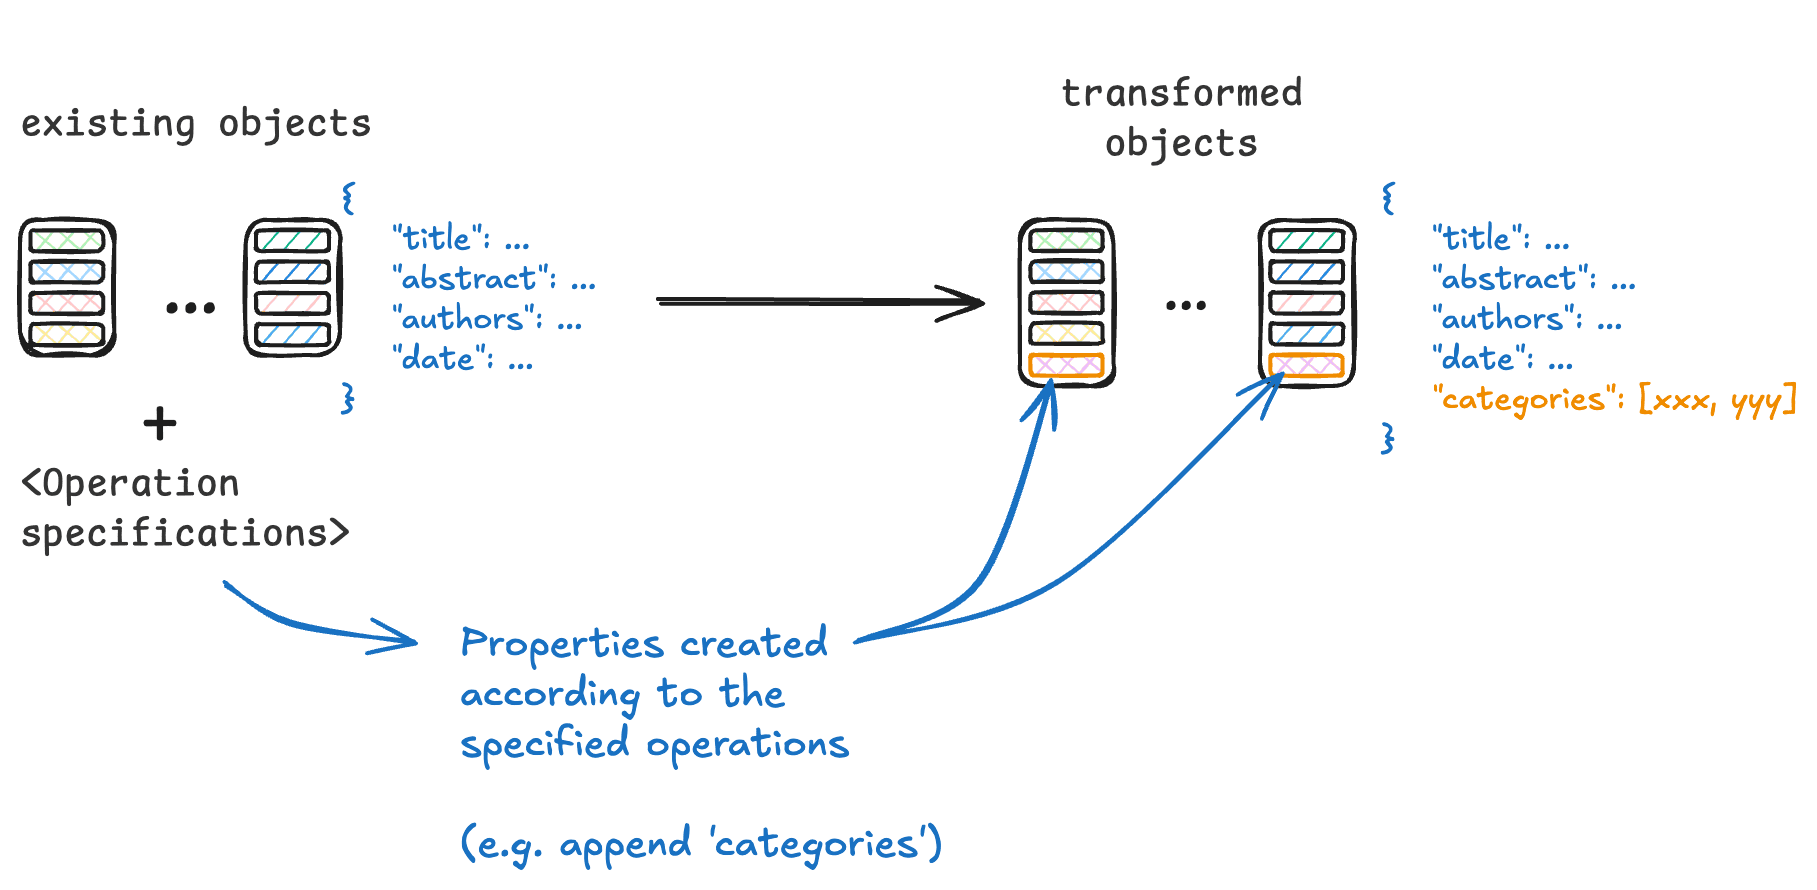 existing objects
{
"title": ...
"abstract": ...
"authors": ...
"date": ...
}
...
+
<Operation
specifications>
transformed
objects
...
{
"title": ...
"abstract": ...
"authors": ...
"date": ...
"categories": [xxx, yyy]
}
Properties created
according to the
specified operations
(e.g. append 'categories')